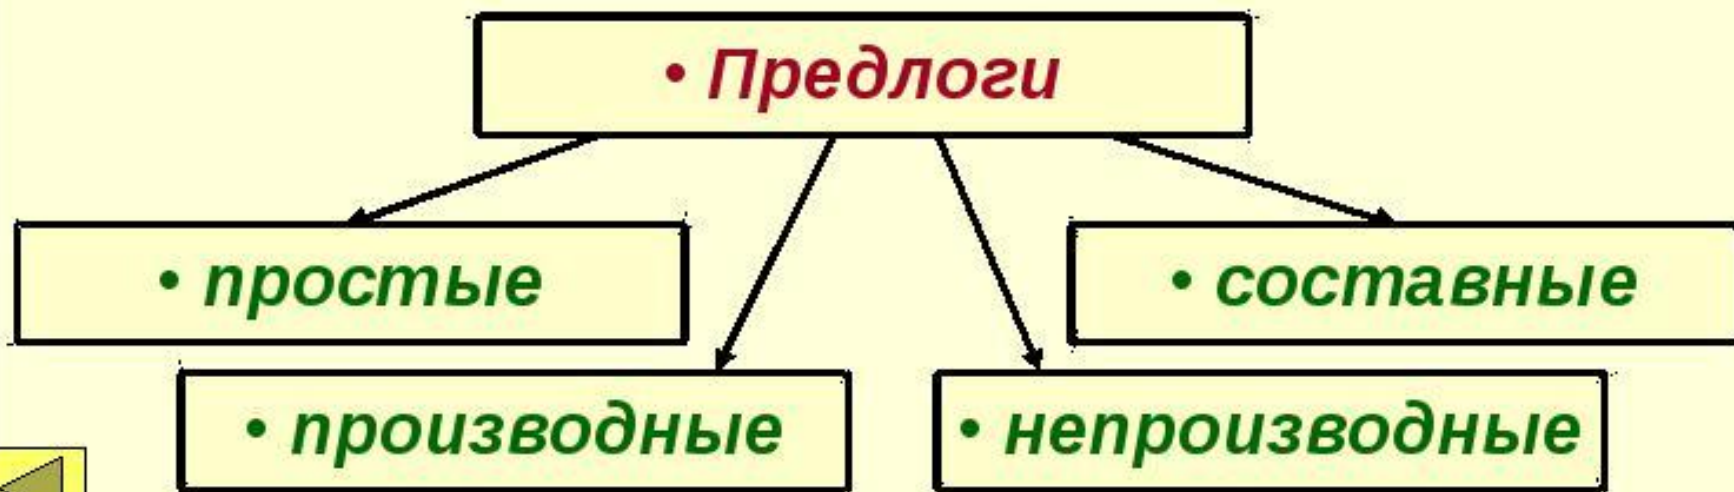 • Предлоги
• простые
• составные
• производные
• непроизводные